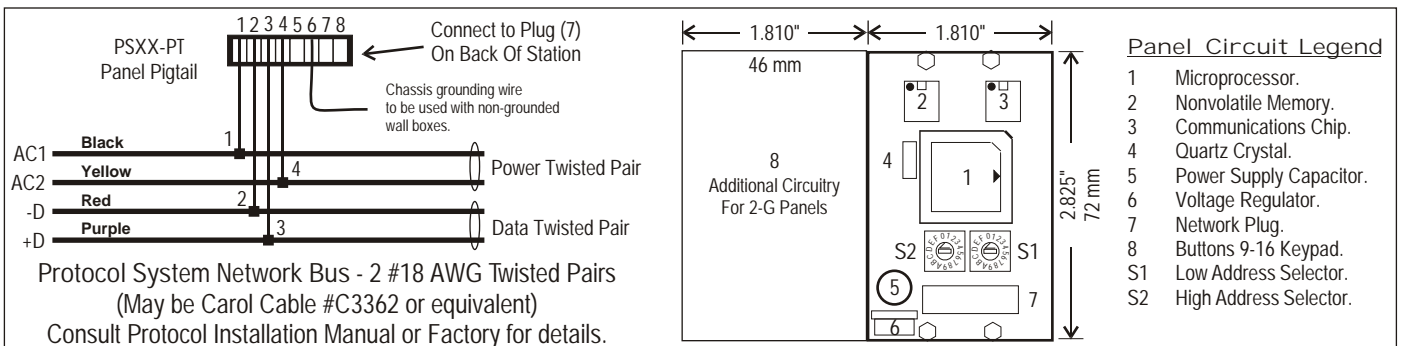 1 2 3 4 5 6 7 8
PSXX-PT
Panel Pigtail
Connect to Plug (7)
On Back Of Station
Chassis grounding wire
to be used with non-grounded
wall boxes.
AC1
Black
1
AC2
Yellow
4
Power Twisted Pair
-D
Red
2
+D
Purple
3
Data Twisted Pair
Protocol System Network Bus - 2 #18 AWG Twisted Pairs
(May be Carol Cable #C3362 or equivalent)
Consult Protocol Installation Manual or Factory for details.
1.810"
1.810"
46 mm
2
3
4
1
8
Additional Circuitry
For 2-G Panels
2.825"
72 mm
S2
0123456789ABCDEF
0123456789ABCDEF
S1
5
7
6
Panel Circuit Legend
1 Microprocessor.
2 Nonvolatile Memory.
3 Communications Chip.
4 Quartz Crystal.
5 Power Supply Capacitor.
6 Voltage Regulator.
7 Network Plug.
8 Buttons 9-16 Keypad.
S1 Low Address Selector.
S2 High Address Selector.